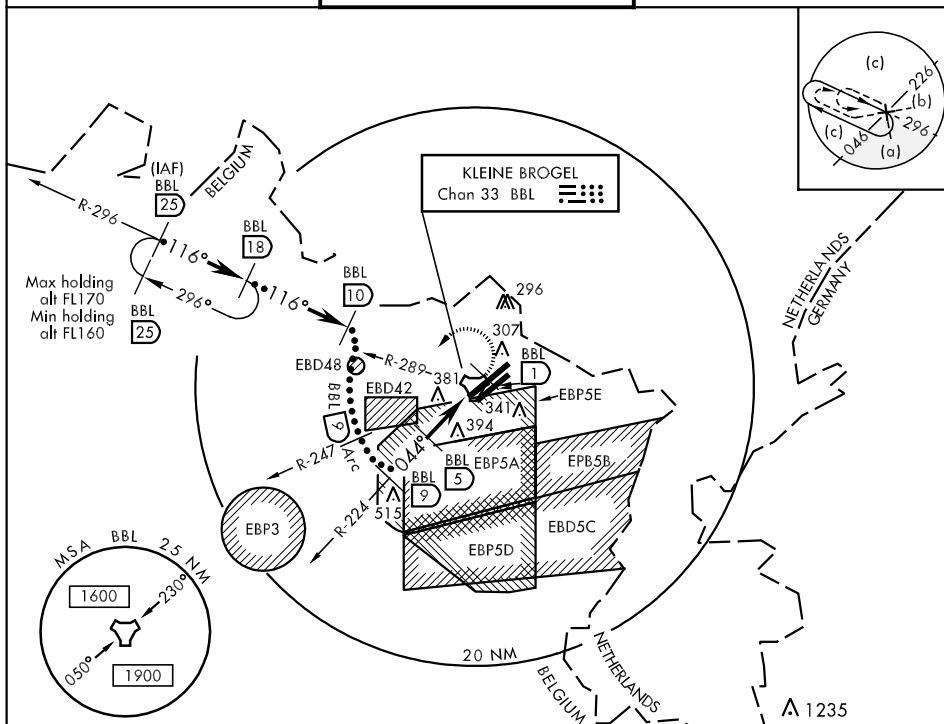 (c)
226
(b)
(c)
296
046
(a)
(IAF)
BBL
25
BELGIUM
R-296
116°
BBL
18
KLEINE BROGEL
Chan 33 BBL
NETHERLANDS
GERMANY
Max holding
alt FL170
Min holding
alt FL160
296°
116°
BBL
25
BBL
10
296
307
R-289
BBL
1
EBD48
EBD42
381
341
EBP5E
BBL
9
Arc
394
R-247
044°
BBL
5
EBP5A
EPB5B
BBL
9
515
R-224
EBP3
EBP5D
EBD5C
MSA BBL 25 NM
1600
230°
050°
1900
20 NM
NETHERLANDS
BELGIUM
1235